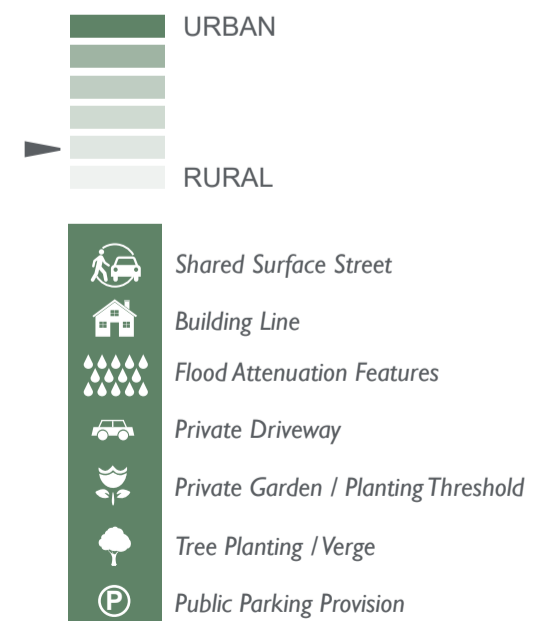 URBAN
RURAL
Shared Surface Street
Building Line
Flood Attenuation Features
Private Driveway
Private Garden / Planting Threshold
Tree Planting / Verge
P
Public Parking Provision